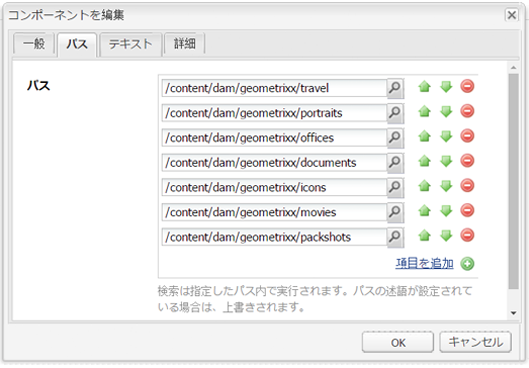 コンポーネントを編集
一般 パス テキスト 詳細
パス
/content/dam/geometrixx/travel
/content/dam/geometrixx/portraits
/content/dam/geometrixx/offices
/content/dam/geometrixx/documents
/content/dam/geometrixx/icons
/content/dam/geometrixx/movies
/content/dam/geometrixx/packshots
項目を追加
検索は指定したパス内で実行されます。パスの述語が設定されて
いる場合は、上書きされます。
OK キャンセル